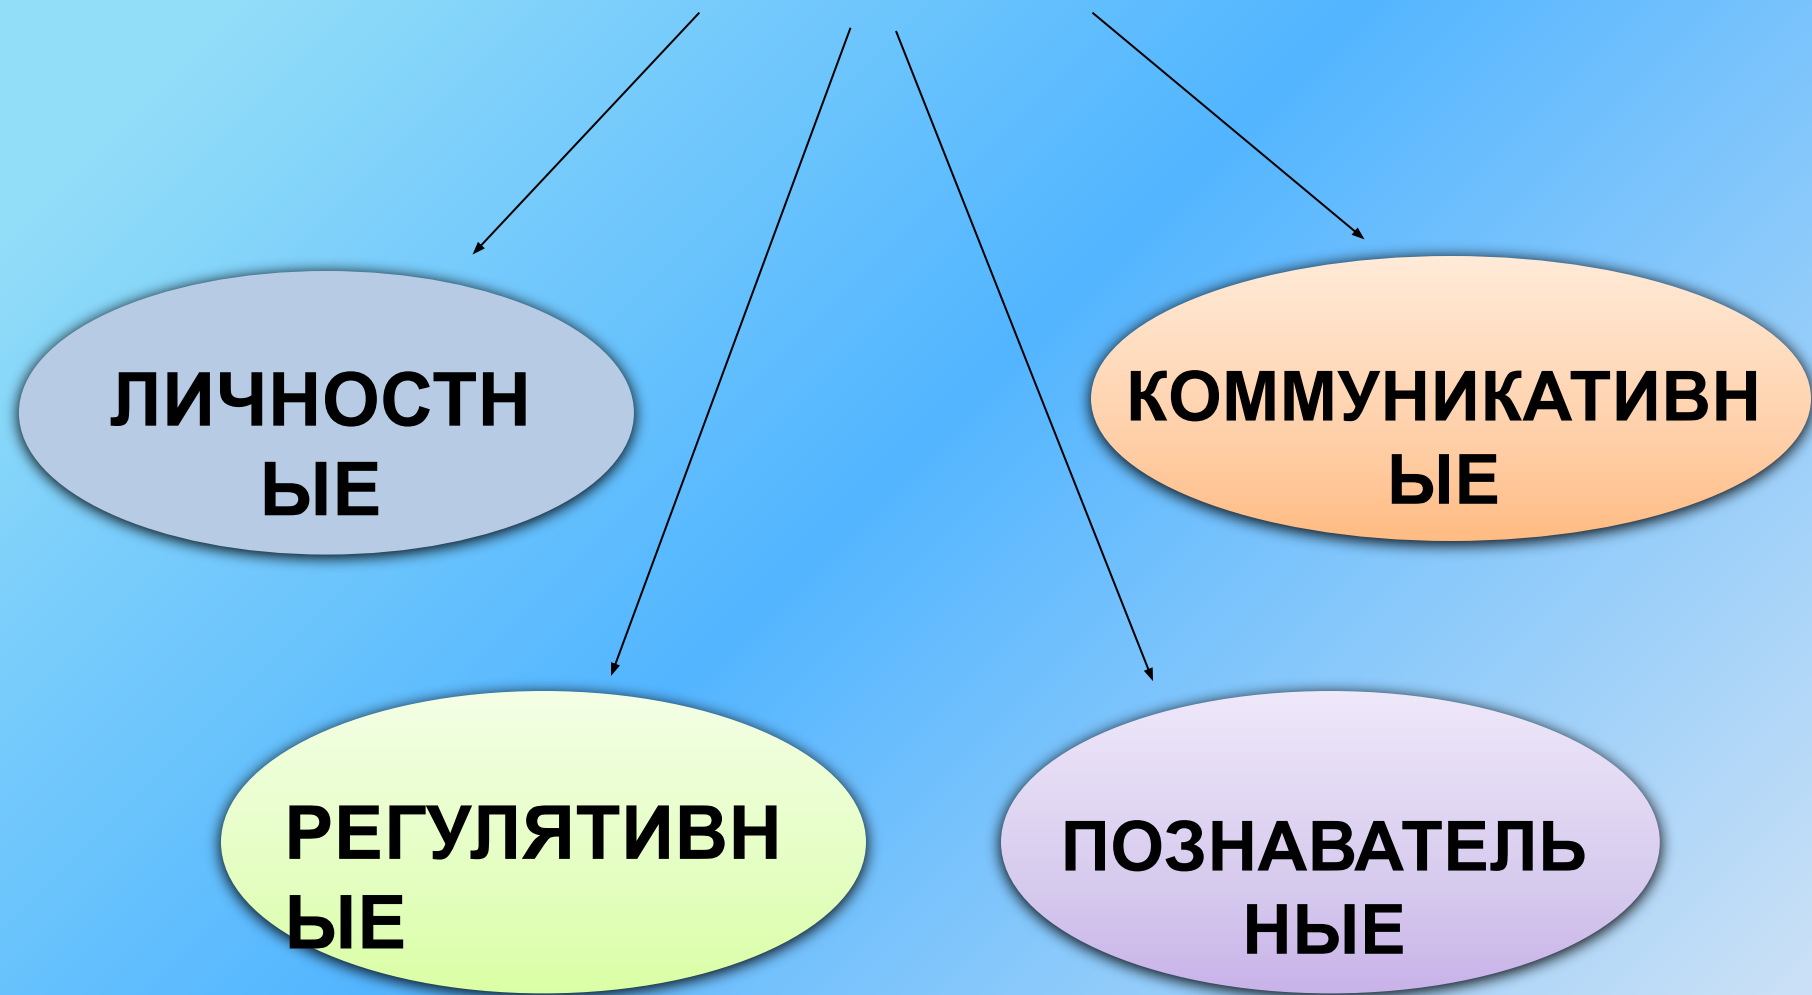 ЛИЧНОСТН
ЫЕ
КОММУНИКАТИВН
ЫЕ
РЕГУЛЯТИВН
ЫЕ
ПОЗНАВАТЕЛЬ
НЫЕ